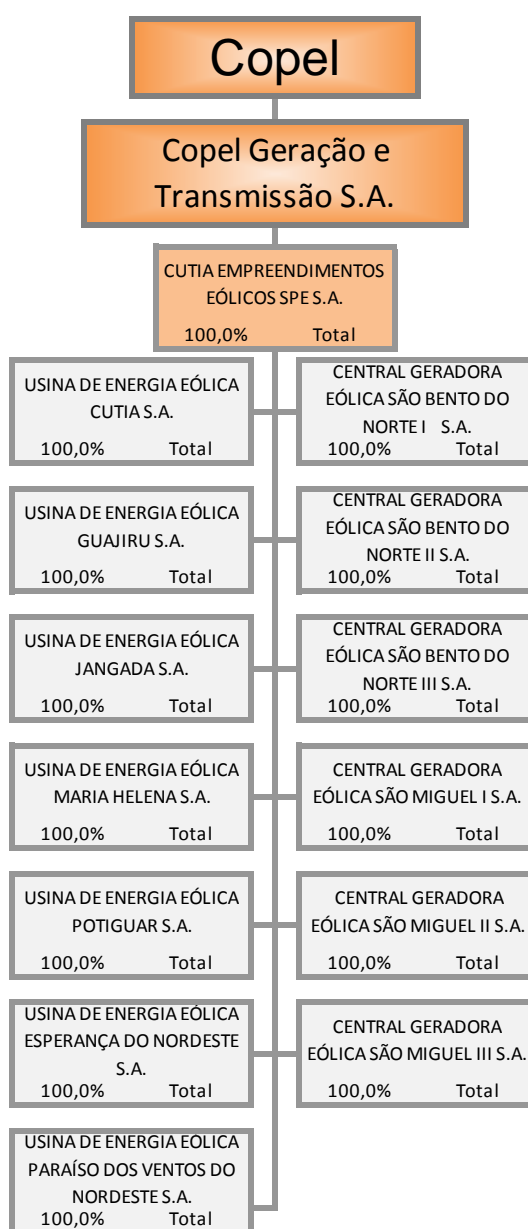 Copel
Copel Geração e
Transmissão S.A.
CUTIA EMPREENDIMENTOS
EÓLICOS SPE S.A.
100,0% Total
USINA DE ENERGIA EÓLICA
CUTIA S.A.
100,0% Total
CENTRAL GERADORA
EÓLICA SÃO BENTO DO
NORTE I S.A.
100,0% Total
USINA DE ENERGIA EÓLICA
GUAJIRU S.A.
100,0% Total
CENTRAL GERADORA
EÓLICA SÃO BENTO DO
NORTE II S.A.
100,0% Total
USINA DE ENERGIA EÓLICA
JANGADA S.A.
100,0% Total
CENTRAL GERADORA
EÓLICA SÃO BENTO DO
NORTE III S.A.
100,0% Total
USINA DE ENERGIA EÓLICA
MARIA HELENA S.A.
100,0% Total
CENTRAL GERADORA
EÓLICA SÃO MIGUEL I S.A.
100,0% Total
USINA DE ENERGIA EÓLICA
POTIGUAR S.A.
100,0% Total
CENTRAL GERADORA
EÓLICA SÃO MIGUEL II S.A.
100,0% Total
USINA DE ENERGIA EÓLICA
ESPERANÇA DO NORDESTE
S.A.
100,0% Total
CENTRAL GERADORA
EÓLICA SÃO MIGUEL III S.A.
100,0% Total
USINA DE ENERGIA EÓLICA
PARAÍSO DOS VENTOS DO
NORDESTE S.A.
100,0% Total